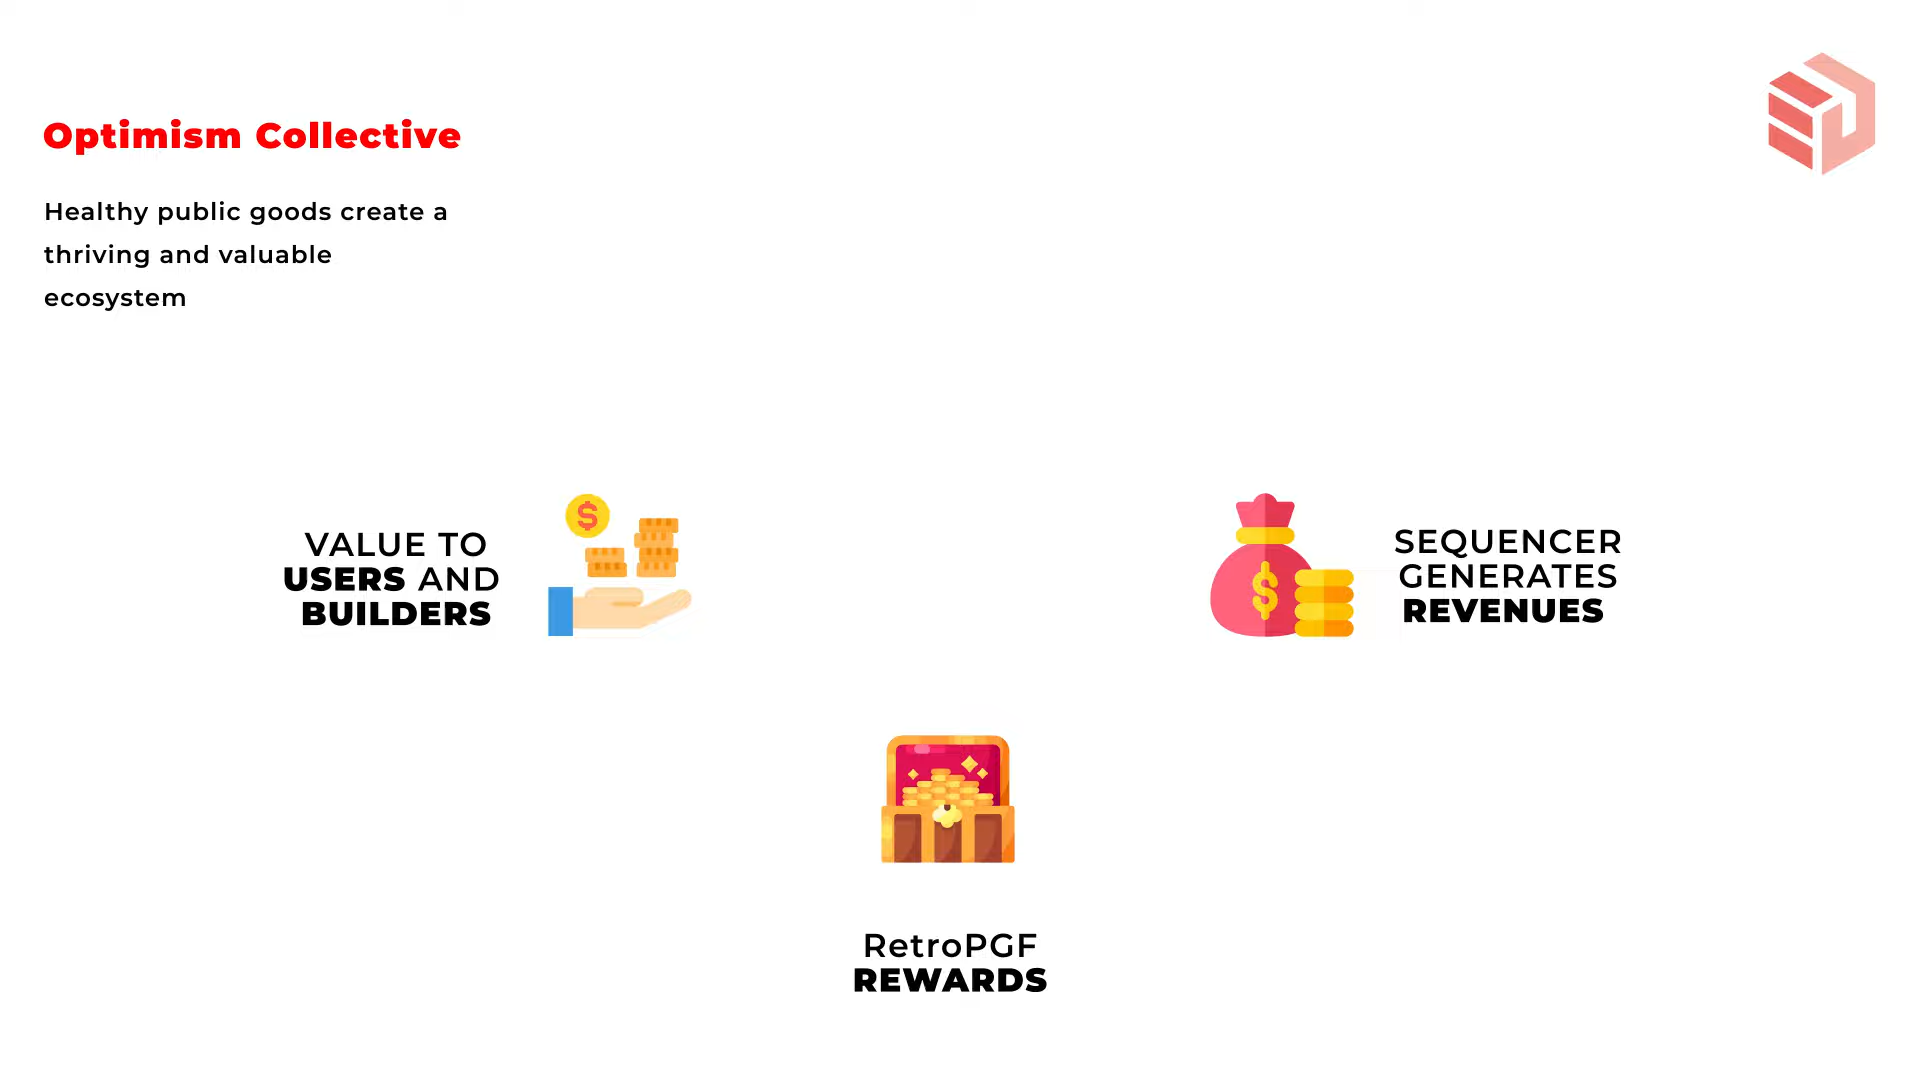 Optimism Collective
Healthy public goods create a
thriving and valuable
ecosystem
VALUE TO
USERS AND
BUILDERS
SEQUENCER
GENERATES
REVENUES
RetroPGF
REWARDS